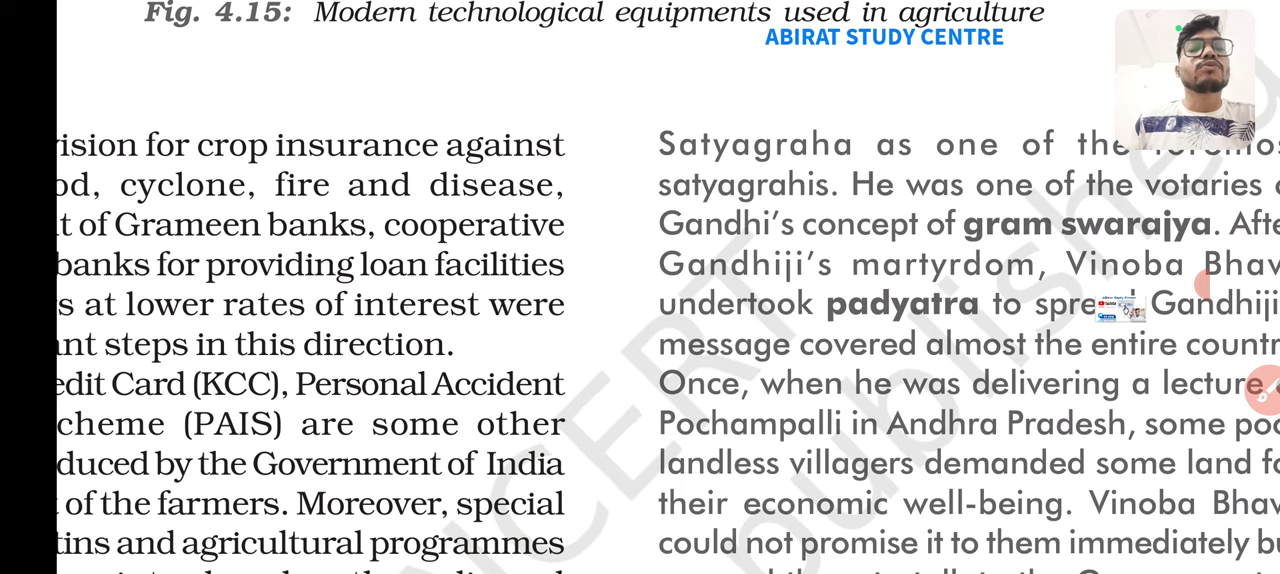 Fig. 4.15: Modern technological equipments used in agriculture
ABIRAT STUDY CENTRE
vision for crop insurance against
od, cyclone, fire and disease,
t of Grameen banks, cooperative
banks for providing loan facilities
s at lower rates of interest were
ant steps in this direction.
edit Card (KCC), Personal Accident
cheme (PAIS) are some other
duced by the Government of India
of the farmers. Moreover, special
tins and agricultural programmes
Satyagraha as one of the
satyagrahis. He was one of the votaries
Gandhi's concept of gram swarajya. Afte
Gandhiji's martyrdom, Vinoba Bhav
undertook padyatra to spre Gandhiji
message covered almost the entire countr
Once, when he was delivering a lecture
Pochampalli in Andhra Pradesh, some poo
landless villagers demanded some land fo
their economic well-being. Vinoba Bhav
could not promise it to them immediately bu